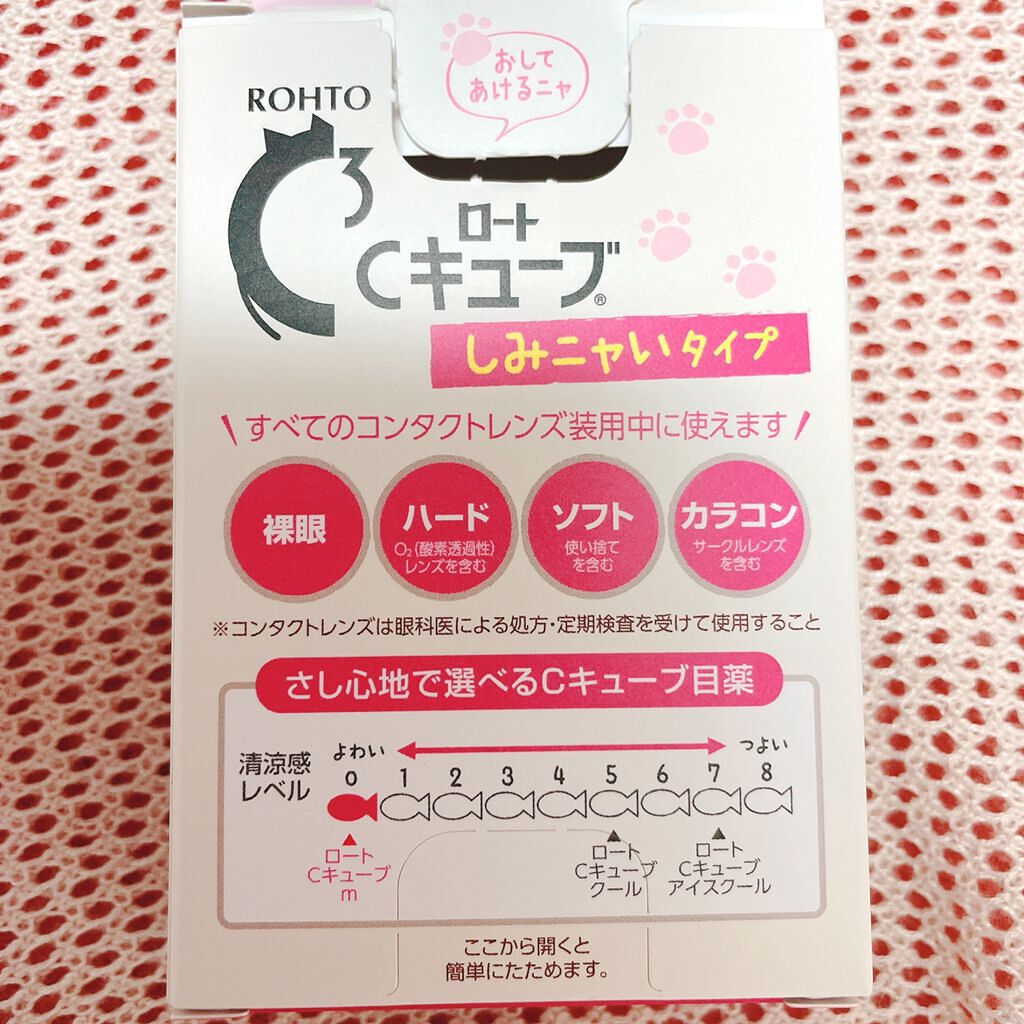 おして
あけるニャ
ROHTO
C3
ロート
Cキューブ®
しみニャいタイプ
\すべてのコンタクトレンズ装用中に使えます/
裸眼
ハード
O₂(酸素透過性)
レンズを含む
ソフト
使い捨て
を含む
カラコン
サークルレンズ
を含む
※コンタクトレンズは眼科医による処方・定期検査を受けて使用すること
さし心地で選べるCキューブ目薬
清涼感
レベル
よわい つよい
0 1 2 3 4 5 6 7 8
ロート
Cキューブ
m
ロート
Cキューブ
クール
ロート
Cキューブ
アイスクール
ここから開くと
簡単にたためます。